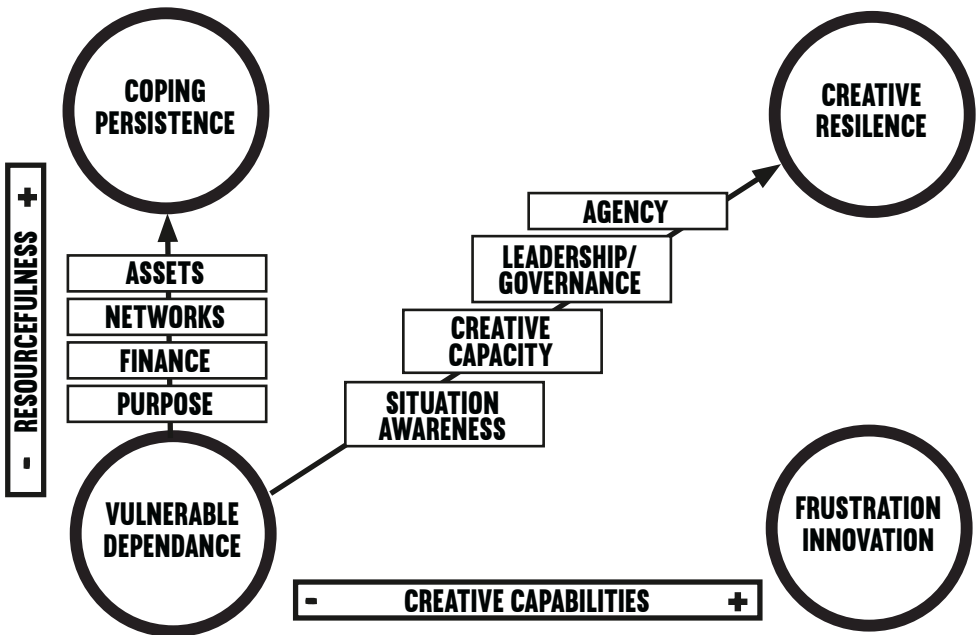 COPING
PERSISTENCE
CREATIVE
RESILENCE
- RESOURCEFULNESS +
AGENCY
LEADERSHIP/
GOVERNANCE
ASSETS
NETWORKS
CREATIVE
CAPACITY
FINANCE
PURPOSE
SITUATION
AWARENESS
VULNERABLE
DEPENDANCE
FRUSTRATION
INNOVATION
- CREATIVE CAPABILITIES +